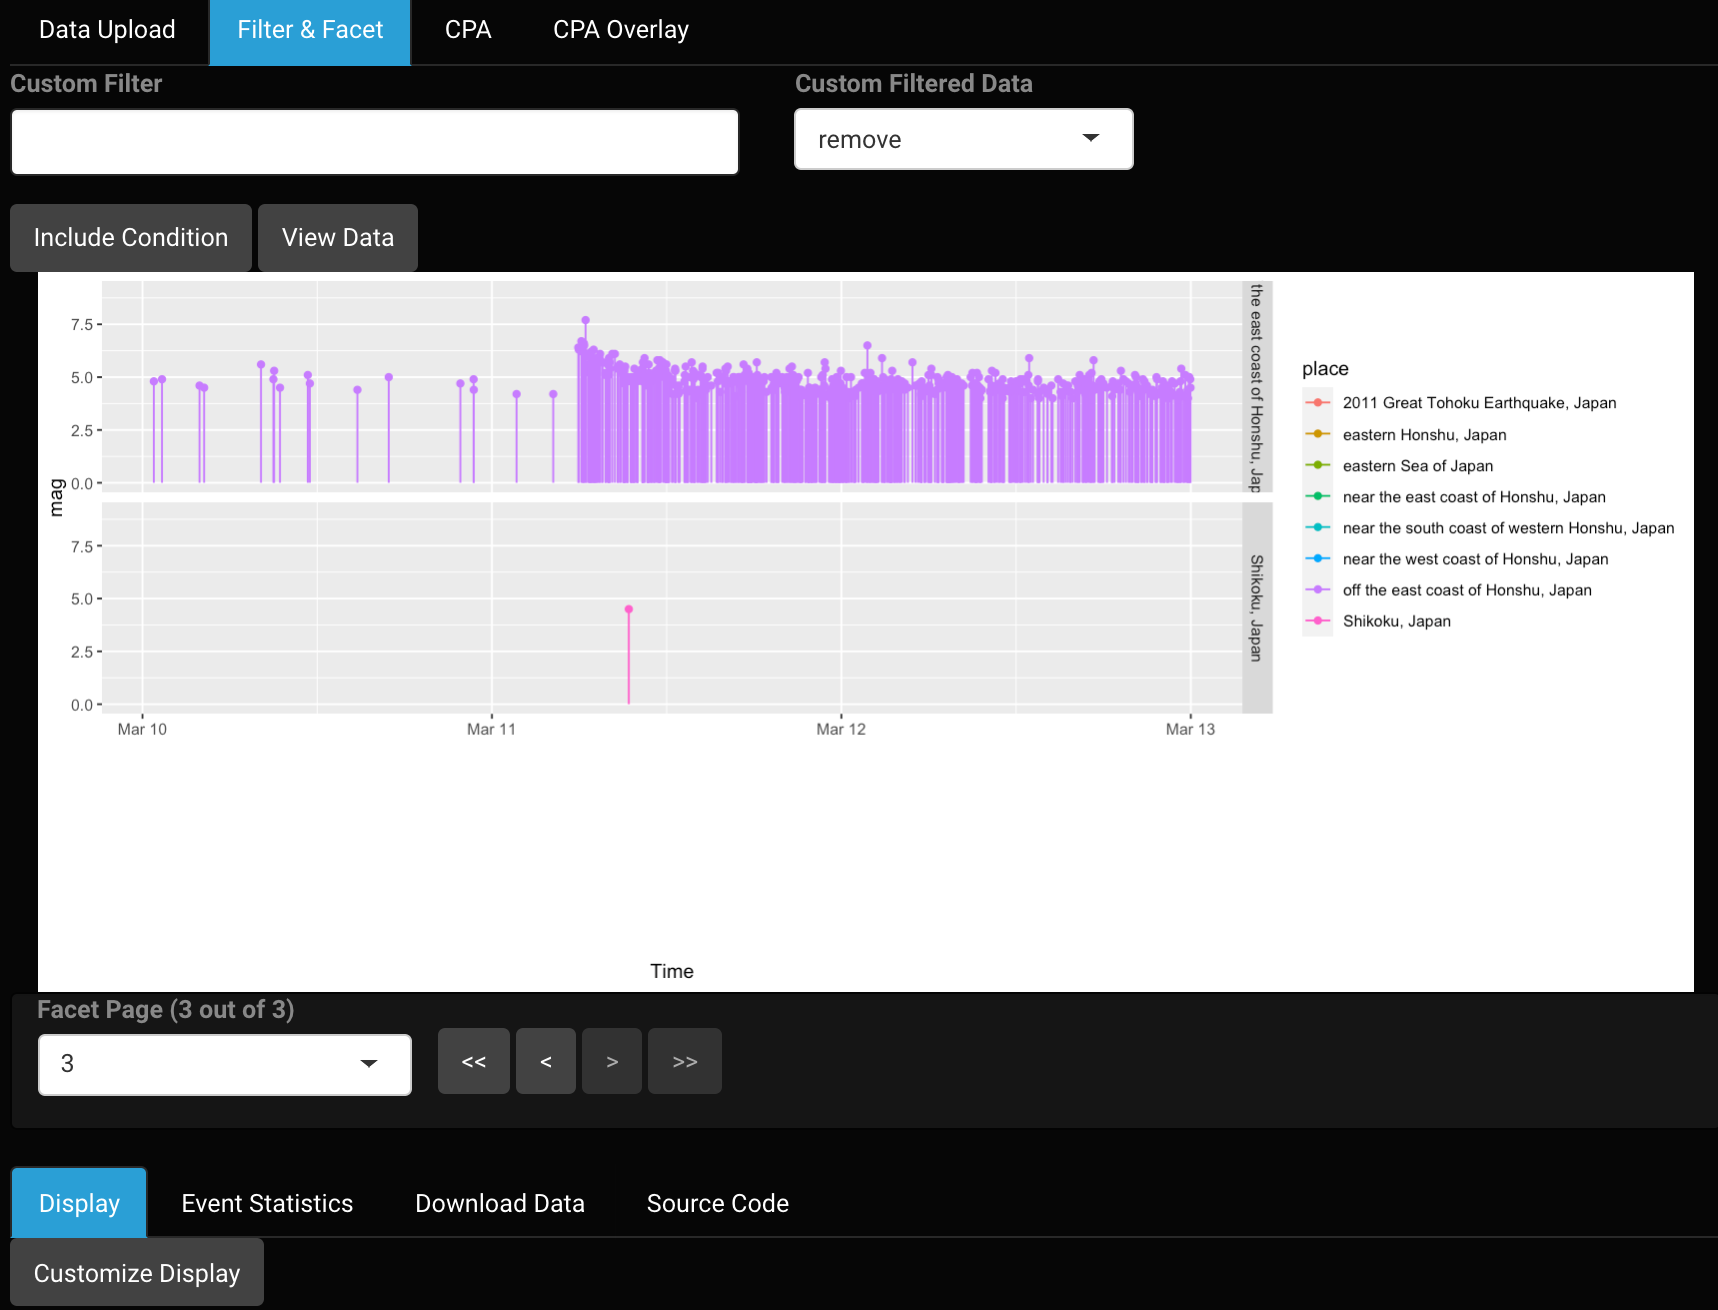 Data Upload Filter & Facet CPA CPA Overlay
Custom Filter Custom Filtered Data
remove
Include Condition View Data
the east coast of Honshu, Jap
7.5
5.0
2.5
0.0
mag
7.5
5.0
2.5
0.0
Shikoku, Japan
Mar 10 Mar 11 Mar 12 Mar 13
Time
place
2011 Great Tohoku Earthquake, Japan
eastern Honshu, Japan
eastern Sea of Japan
near the east coast of Honshu, Japan
near the south coast of western Honshu, Japan
near the west coast of Honshu, Japan
off the east coast of Honshu, Japan
Shikoku, Japan
Facet Page (3 out of 3)
3 << < > >>
Display Event Statistics Download Data Source Code
Customize Display